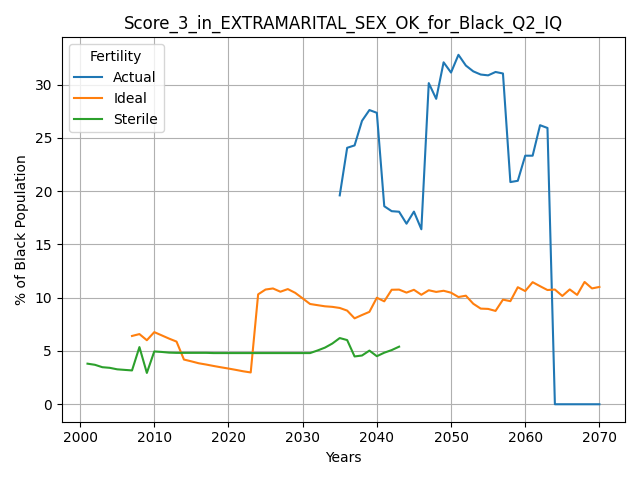 Score_3_in_EXTRAMARITAL_SEX_OK_for_Black_Q2_IQ
Fertility
Actual
Ideal
Sterile
% of Black Population
30
25
20
15
10
5
0
2000 2010 2020 2030 2040 2050 2060 2070
Years